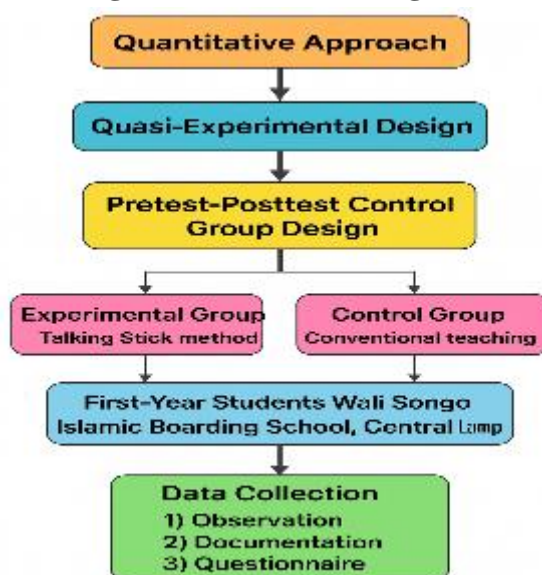 Quantitative Approach
Quasi-Experimental Design
Pretest-Posttest Control
Group Design
Experimental Group
Talking Stick method
Control Group
Conventional teaching
First-Year Students Wali Songo
Islamic Boarding School, Central Lamp
Data Collection
1) Observation
2) Documentation
3) Questionnaire